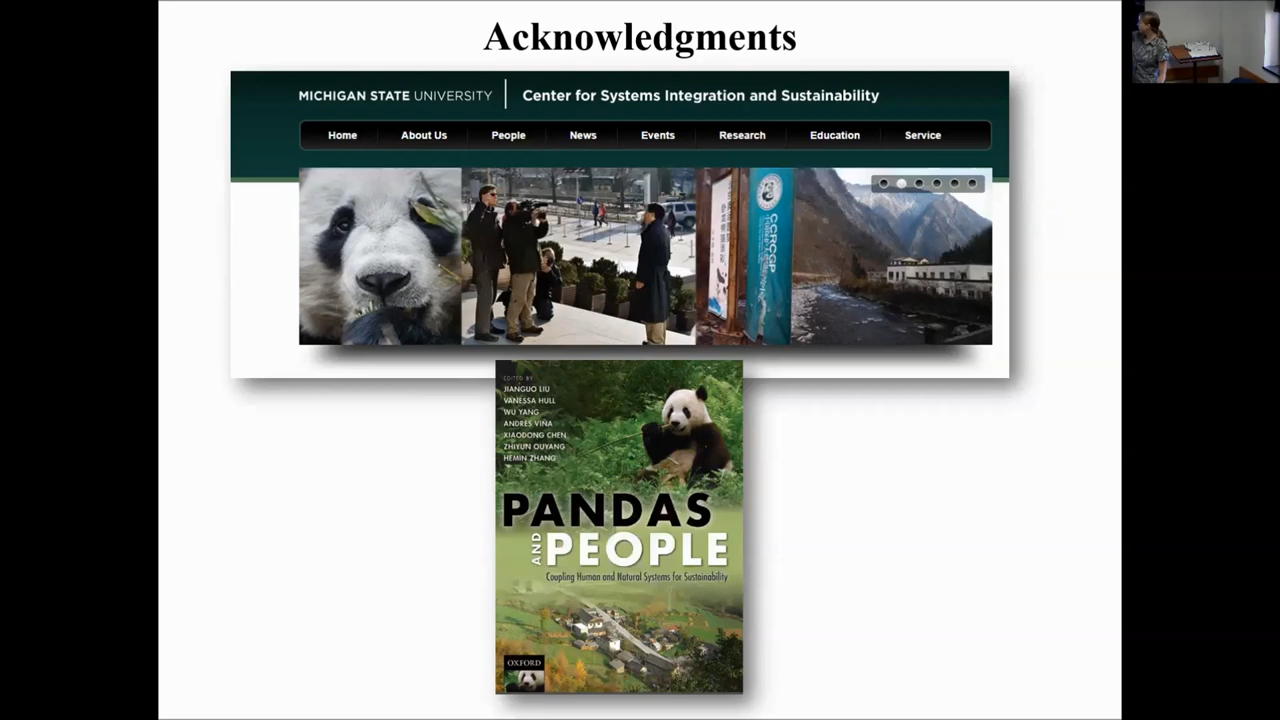 Acknowledgments
MICHIGAN STATE UNIVERSITY
Center for Systems Integration and Sustainability
Home
About Us
People
News
Events
Research
Education
Service
CCRCGP
EDITED BY
JIANGUO LIU
VANESSA HULL
WU YANG
ANDRÉS VIÑA
XIAODONG CHEN
ZHIYUN OUYANG
HEMIN ZHANG
PANDAS
AND
PEOPLE
Coupling Human and Natural Systems for Sustainability
OXFORD